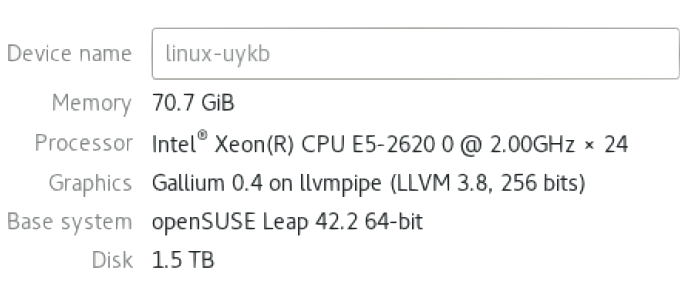 Device name linux-uykb
Memory 70.7 GiB
Processor Intel® Xeon(R) CPU E5-2620 0 @ 2.00GHz × 24
Graphics Gallium 0.4 on llvmpipe (LLVM 3.8, 256 bits)
Base system openSUSE Leap 42.2 64-bit
Disk 1.5 TB